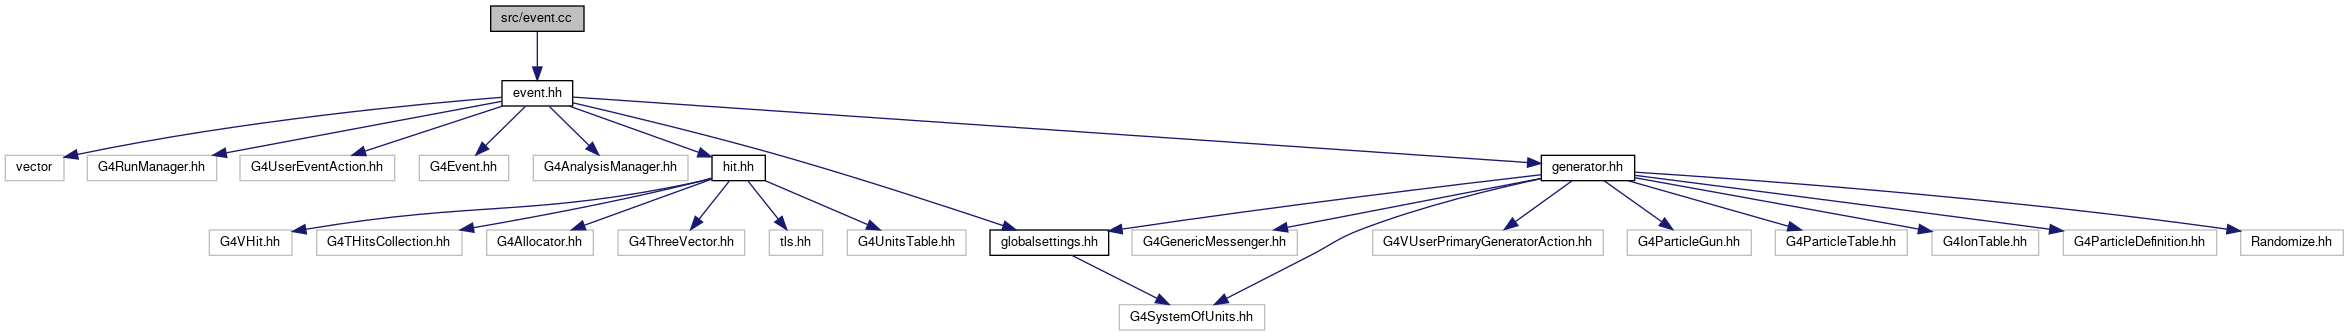 src/event.cc
event.hh
vector
G4RunManager.hh
G4UserEventAction.hh
G4Event.hh
G4AnalysisManager.hh
hit.hh
generator.hh
G4VHit.hh
G4THitsCollection.hh
G4Allocator.hh
G4ThreeVector.hh
tls.hh
G4UnitsTable.hh
globalsettings.hh
G4GenericMessenger.hh
G4VUserPrimaryGeneratorAction.hh
G4ParticleGun.hh
G4ParticleTable.hh
G4IonTable.hh
G4ParticleDefinition.hh
Randomize.hh
G4SystemOfUnits.hh